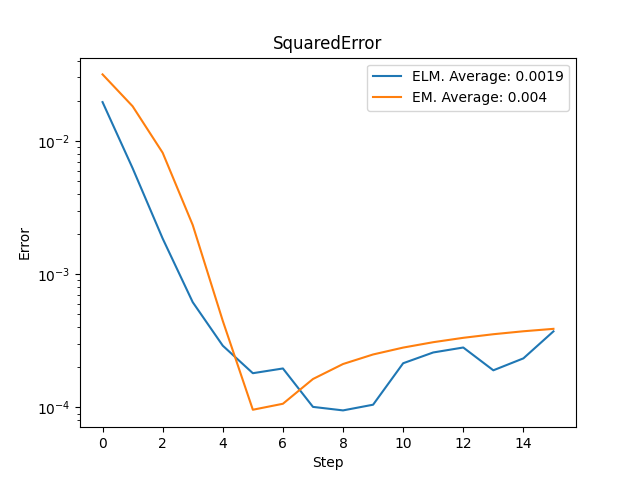 SquaredError
ELM. Average: 0.0019
EM. Average: 0.004
Error
10⁻²
10⁻³
10⁻⁴
0 2 4 6 8 10 12 14
Step